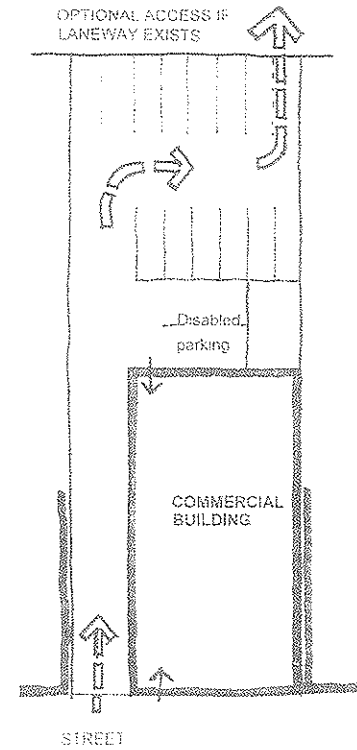 OPTIONAL ACCESS IF
LANEWAY EXISTS
Disabled
parking
COMMERCIAL
BUILDING
STREET